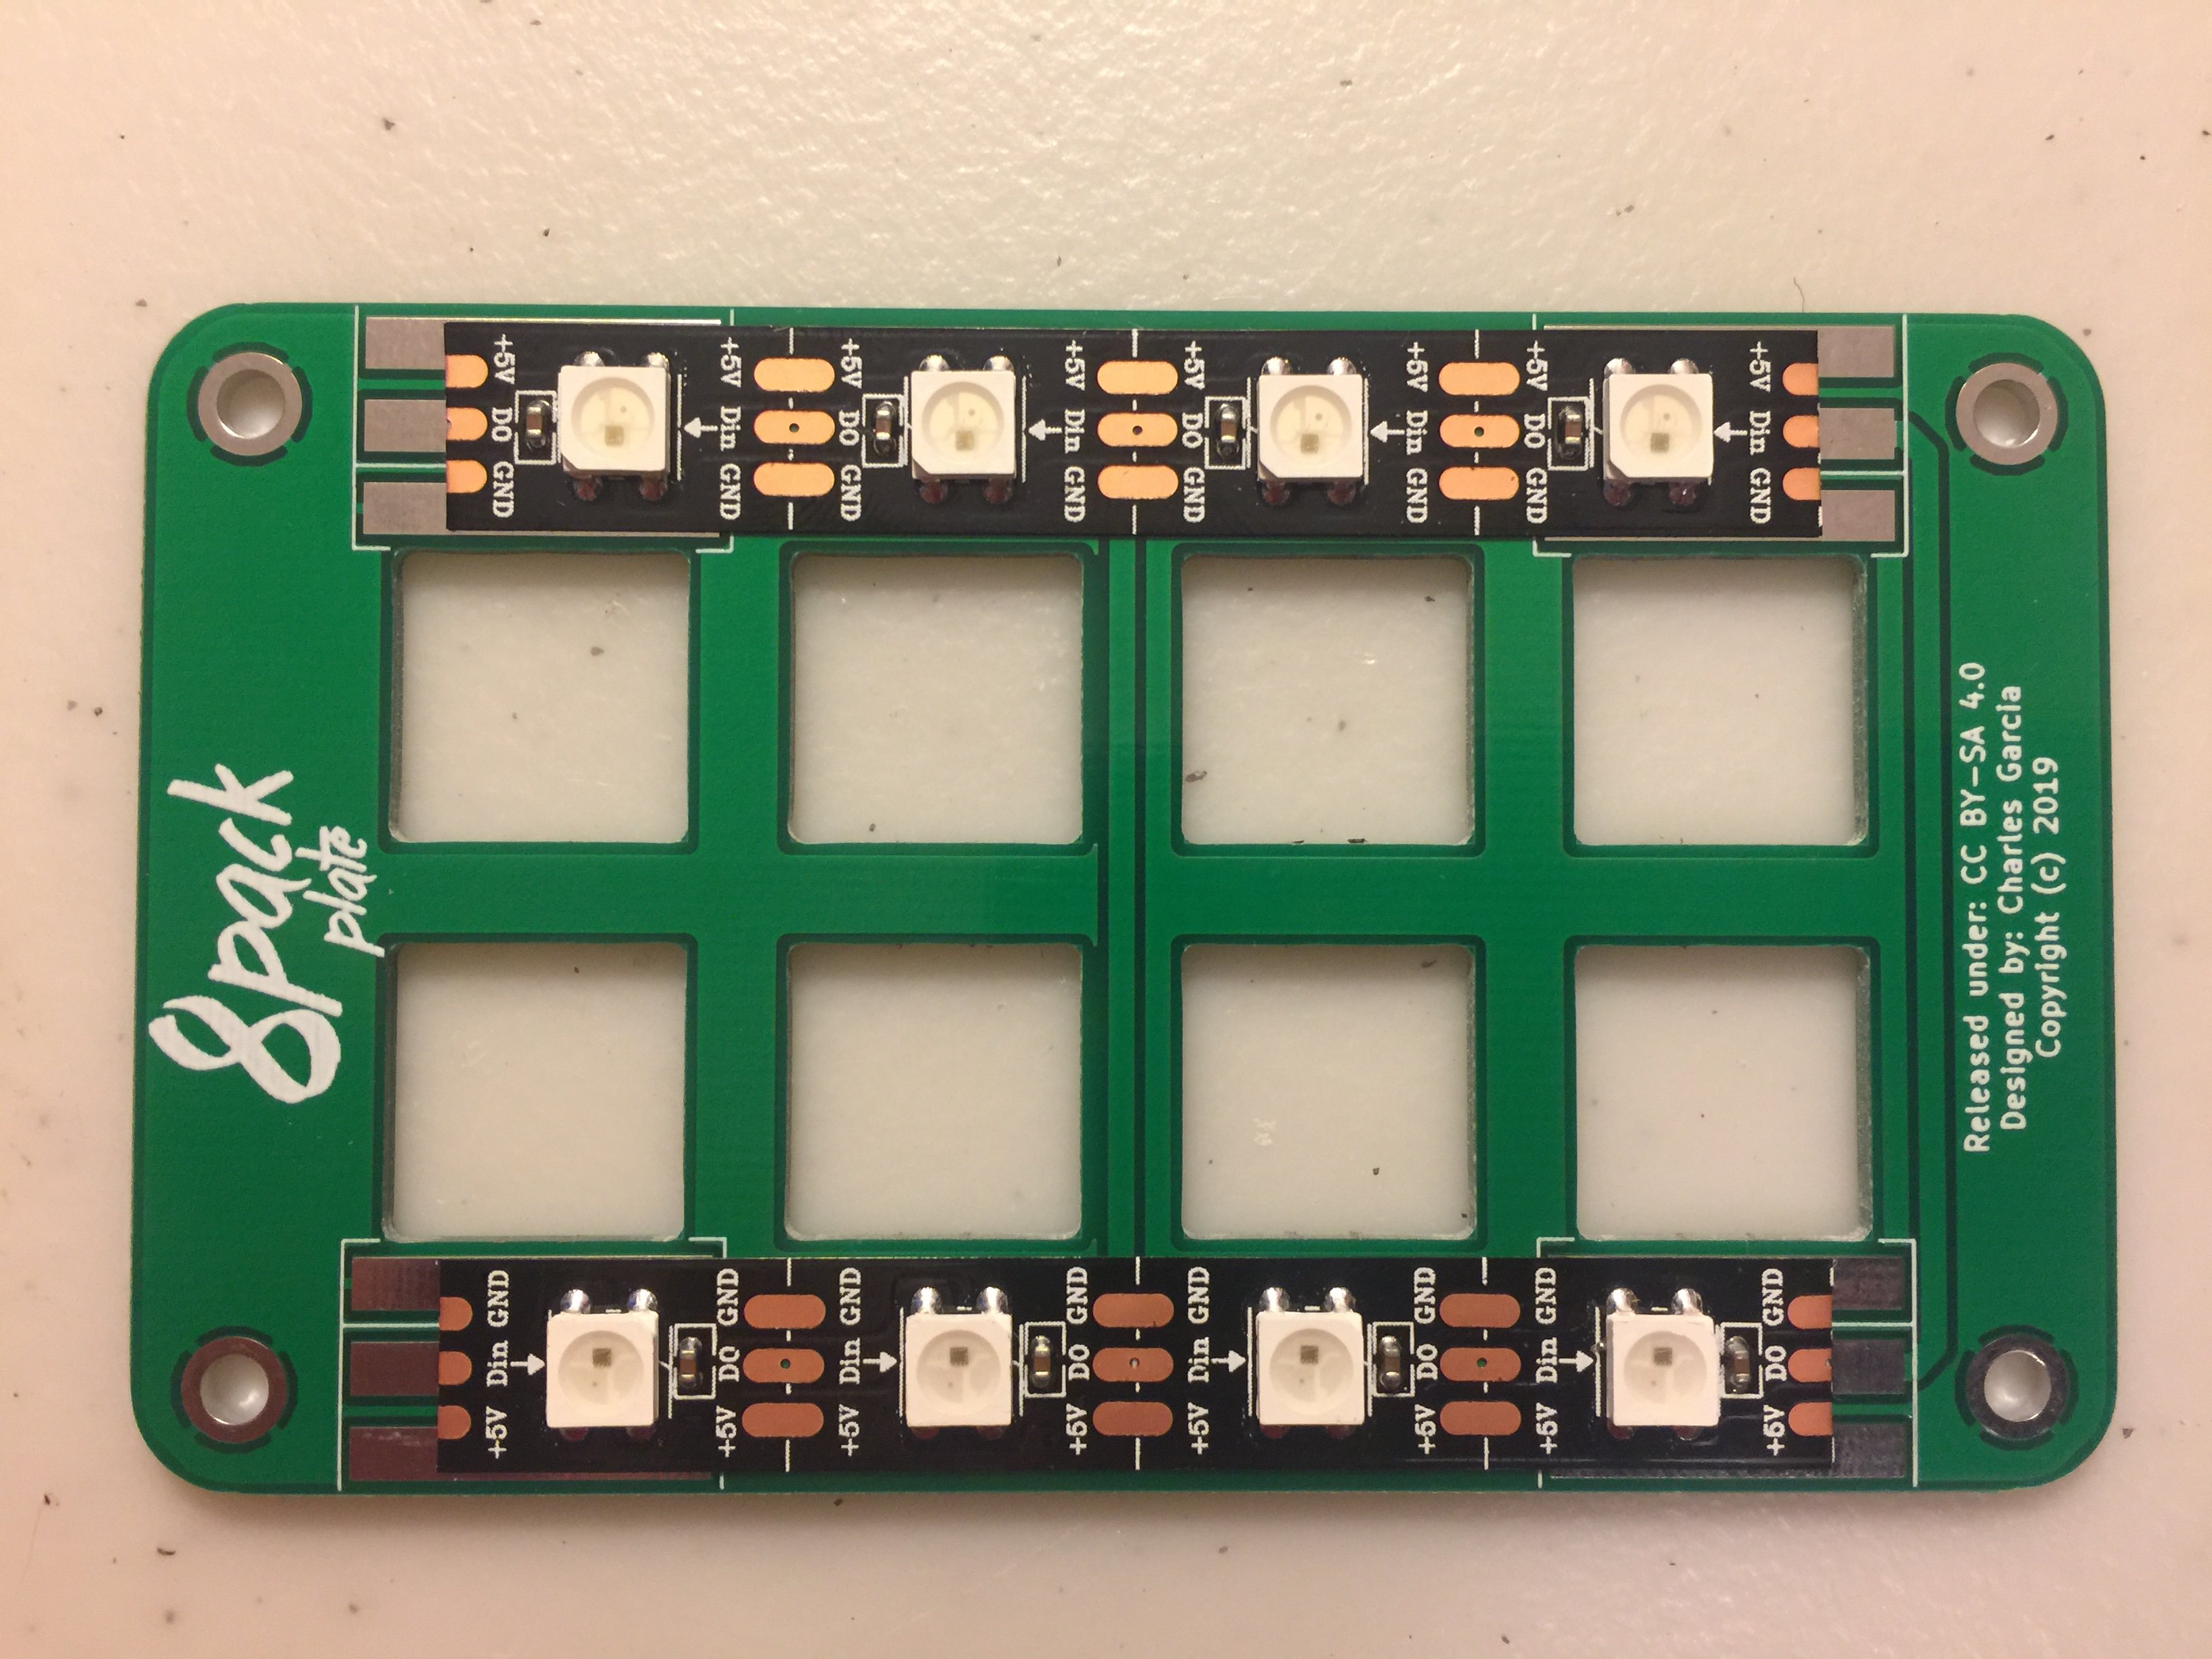 +5V +5V +5V +5V +5V +5V +5V +5V
DO Din DO Din DO Din DO Din
GND GND GND GND GND GND GND GND
8pack
plate
Released under: CC BY-SA 4.0
Designed by: Charles Garcia
Copyright (c) 2019
GND GND GND GND GND GND GND GND
Din DO Din DO Din DO Din DO
+5V +5V +5V +5V +5V +5V +5V +5V